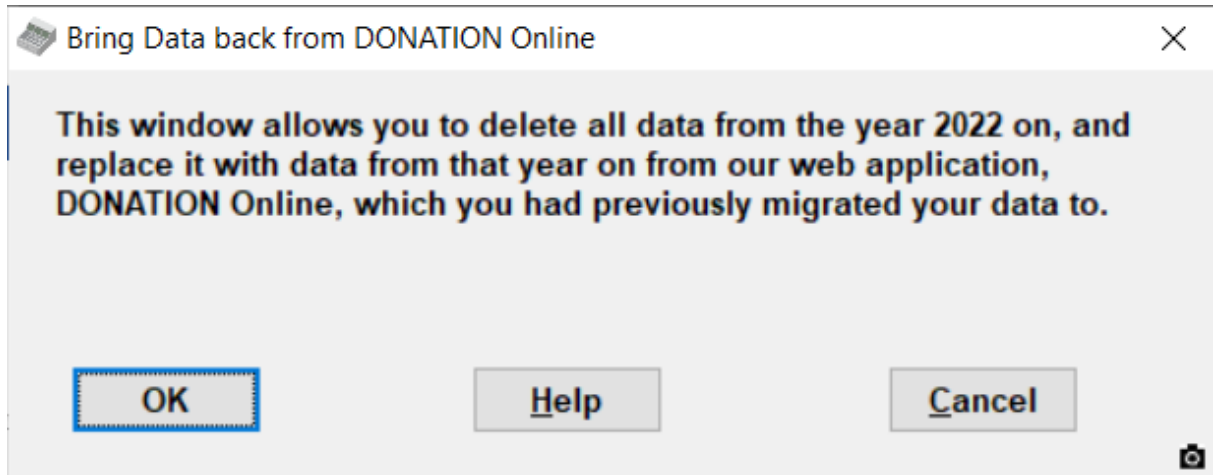 Bring Data back from DONATION Online
This window allows you to delete all data from the year 2022 on, and
replace it with data from that year on from our web application,
DONATION Online, which you had previously migrated your data to.
OK
Help
Cancel